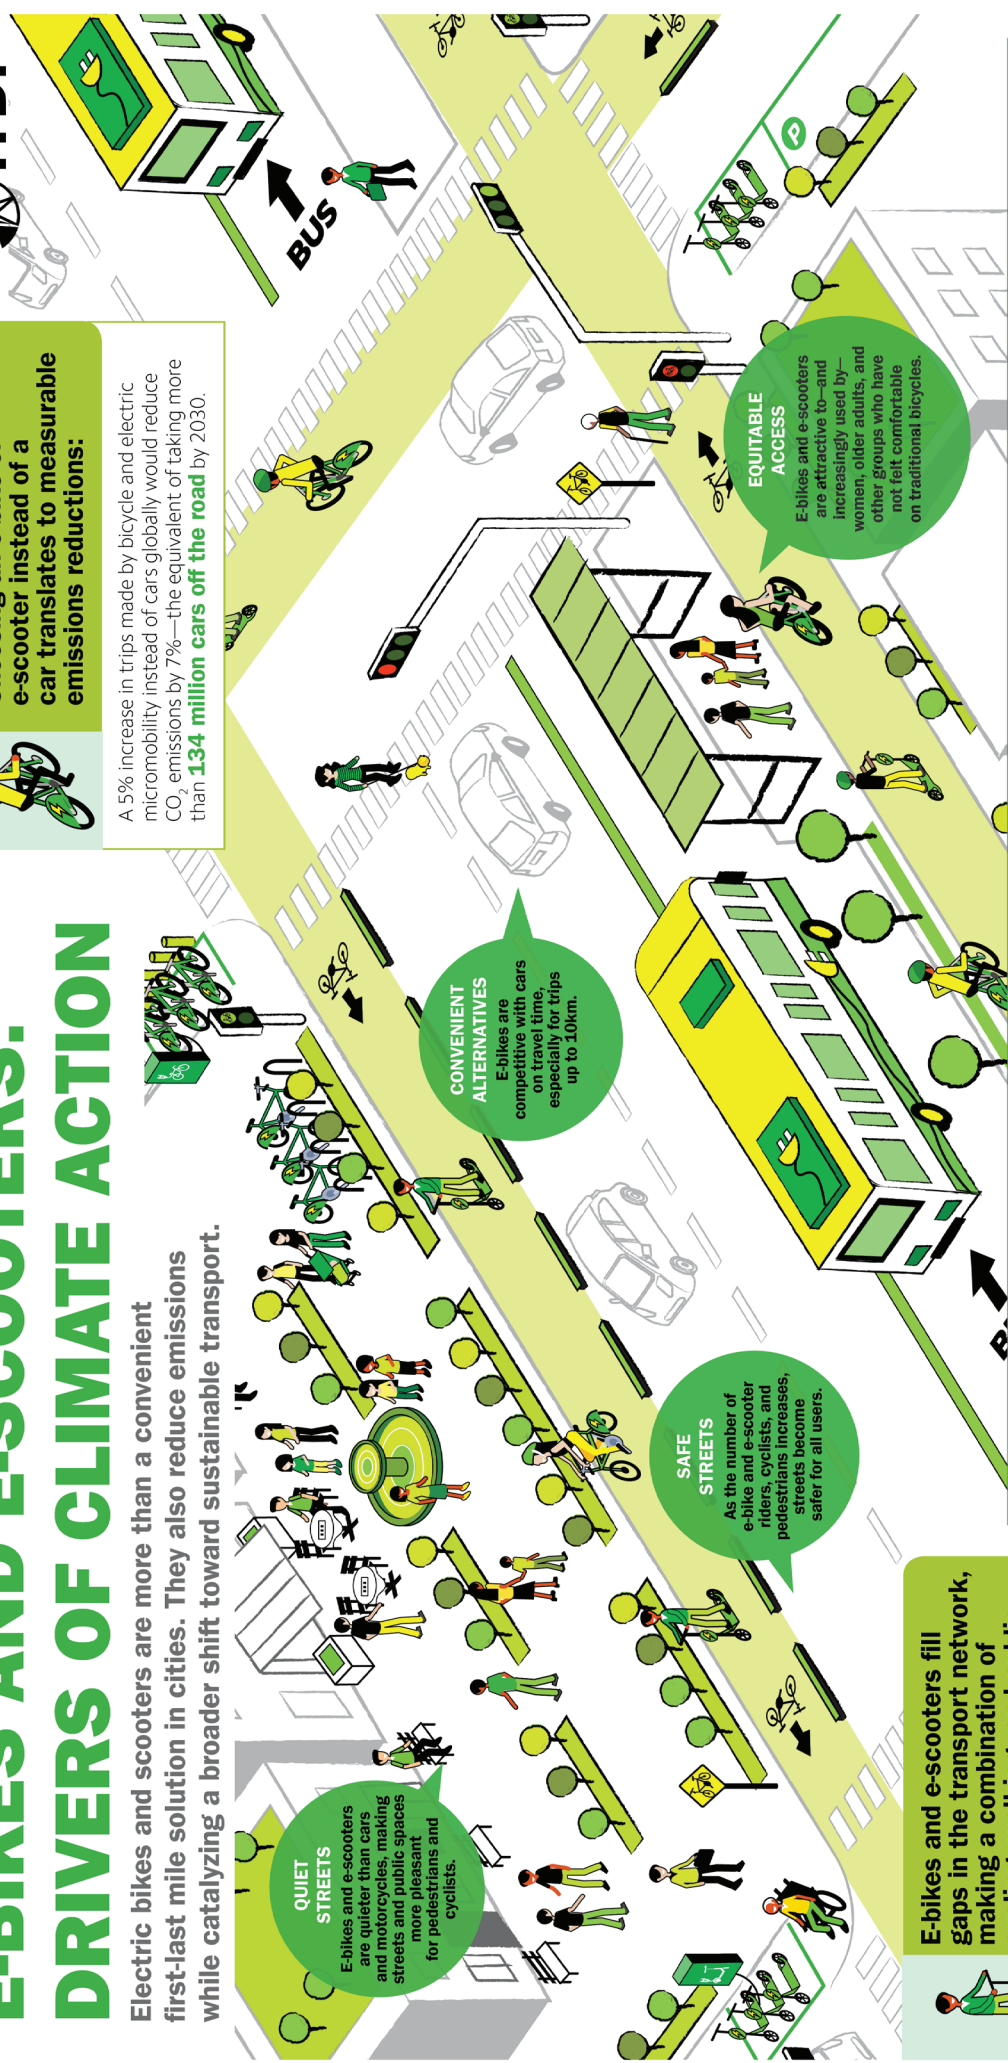 E-BIKES AND E-SCOOTERS:
DRIVERS OF CLIMATE ACTION
Electric bikes and scooters are more than a convenient
first-last mile solution in cities. They also reduce emissions
while catalyzing a broader shift toward sustainable transport.
e-scooter instead of a
car translates to measurable
emissions reductions:
A 5% increase in trips made by bicycle and electric
micromobility instead of cars globally would reduce
CO2 emissions by 7%—the equivalent of taking more
than 134 million cars off the road by 2030.
BUS
QUIET
STREETS
E-bikes and e-scooters
are quieter than cars
and motorcycles, making
streets and public spaces
more pleasant
for pedestrians and
cyclists.
CONVENIENT
ALTERNATIVES
E-bikes are
competitive with cars
on travel time,
especially for trips
up to 10km.
SAFE
STREETS
As the number of
e-bike and e-scooter
riders, cyclists, and
pedestrians increases,
streets become
safer for all users.
EQUITABLE
ACCESS
E-bikes and e-scooters
are attractive to—and
increasingly used by—
women, older adults, and
other groups who have
not felt comfortable
on traditional bicycles.
P
E-bikes and e-scooters fill
gaps in the transport network,
making a combination of